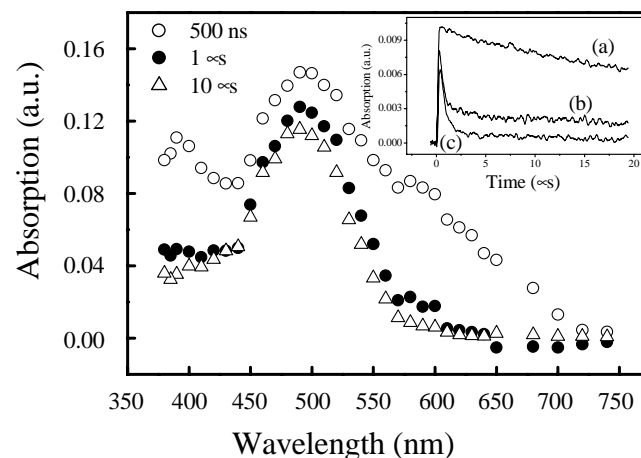 0.16
0.12
0.08
0.04
0.00
Absorption (a.u.)
350 400 450 500 550 600 650 700 750
Wavelength (nm)
500 ns
1 ∝s
10 ∝s
0.009
0.006
0.003
0.000
Absorption (a.u.)
0 5 10 15 20
Time (∝s)
(a)
(b)
(c)